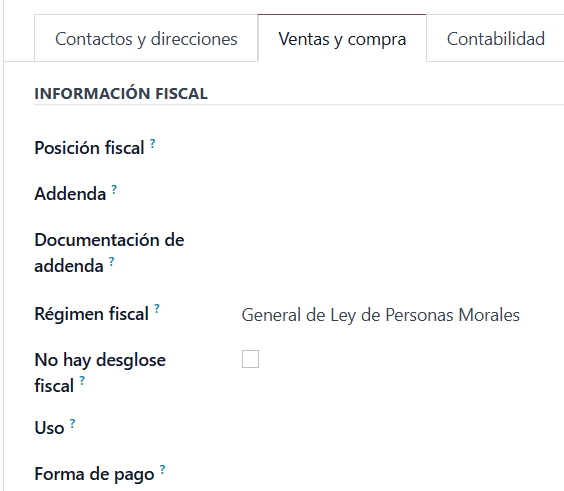 Contactos y direcciones Ventas y compra Contabilidad
INFORMACIÓN FISCAL
Posición fiscal ?
Addenda ?
Documentación de
addenda ?
Régimen fiscal ? General de Ley de Personas Morales
No hay desglose
fiscal ?
Uso ?
Forma de pago ?